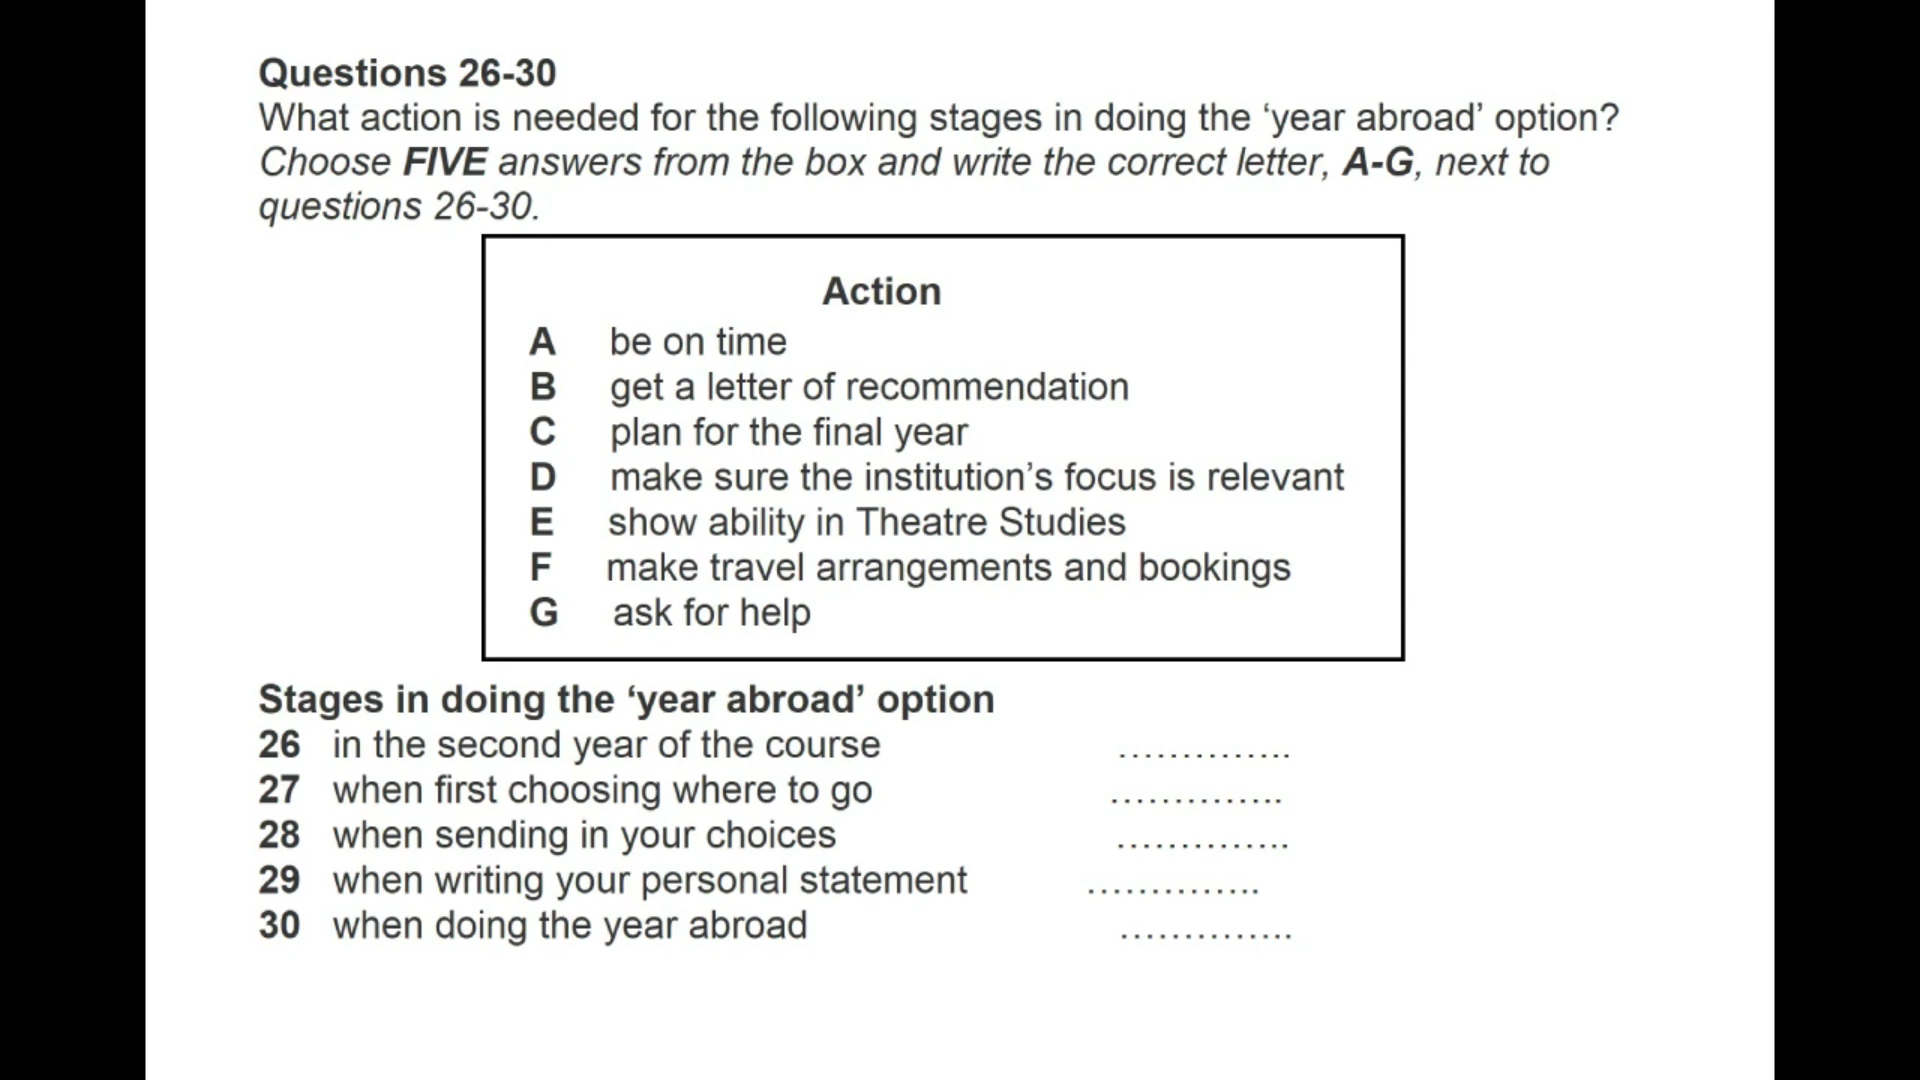 Questions 26-30
What action is needed for the following stages in doing the ‘year abroad’ option?
Choose FIVE answers from the box and write the correct letter, A-G, next to
questions 26-30.
Action
A be on time
B get a letter of recommendation
C plan for the final year
D make sure the institution’s focus is relevant
E show ability in Theatre Studies
F make travel arrangements and bookings
G ask for help
Stages in doing the ‘year abroad’ option
26 in the second year of the course …………..
27 when first choosing where to go …………..
28 when sending in your choices …………..
29 when writing your personal statement …………..
30 when doing the year abroad …………..